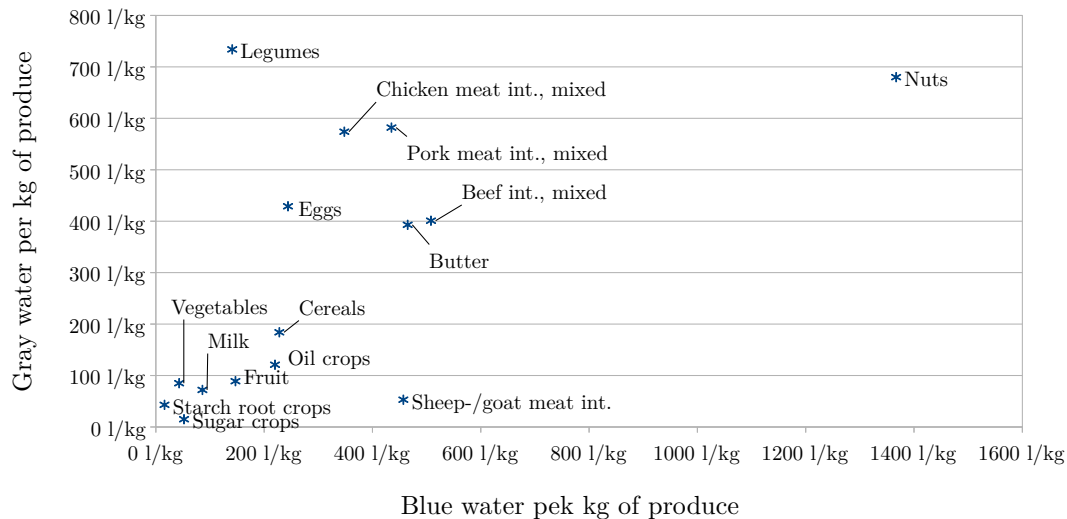 800 l/kg
Legumes
700 l/kg
Nuts
Chicken meat int., mixed
600 l/kg
Pork meat int., mixed
500 l/kg
Beef int., mixed
Eggs
400 l/kg
Butter
300 l/kg
Vegetables
Cereals
200 l/kg
Milk
Oil crops
100 l/kg
Fruit
Sheep-/goat meat int.
Starch root crops
Sugar crops
0 l/kg
0 l/kg 200 l/kg 400 l/kg 600 l/kg 800 l/kg 1000 l/kg 1200 l/kg 1400 l/kg 1600 l/kg
Blue water pek kg of produce
Gray water per kg of produce